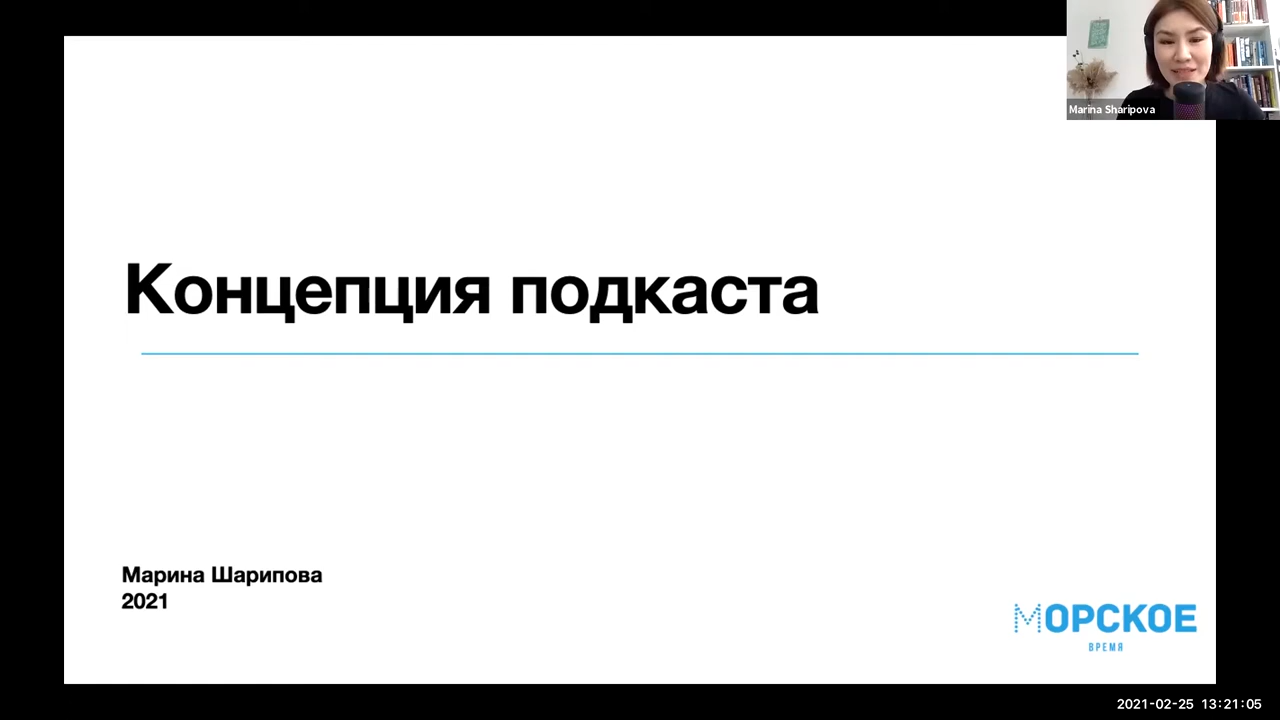 Marina Sharipova
Концепция подкаста
Марина Шарипова
2021
МОРСКОЕ
ВРЕМЯ
2021-02-25 13:21:05